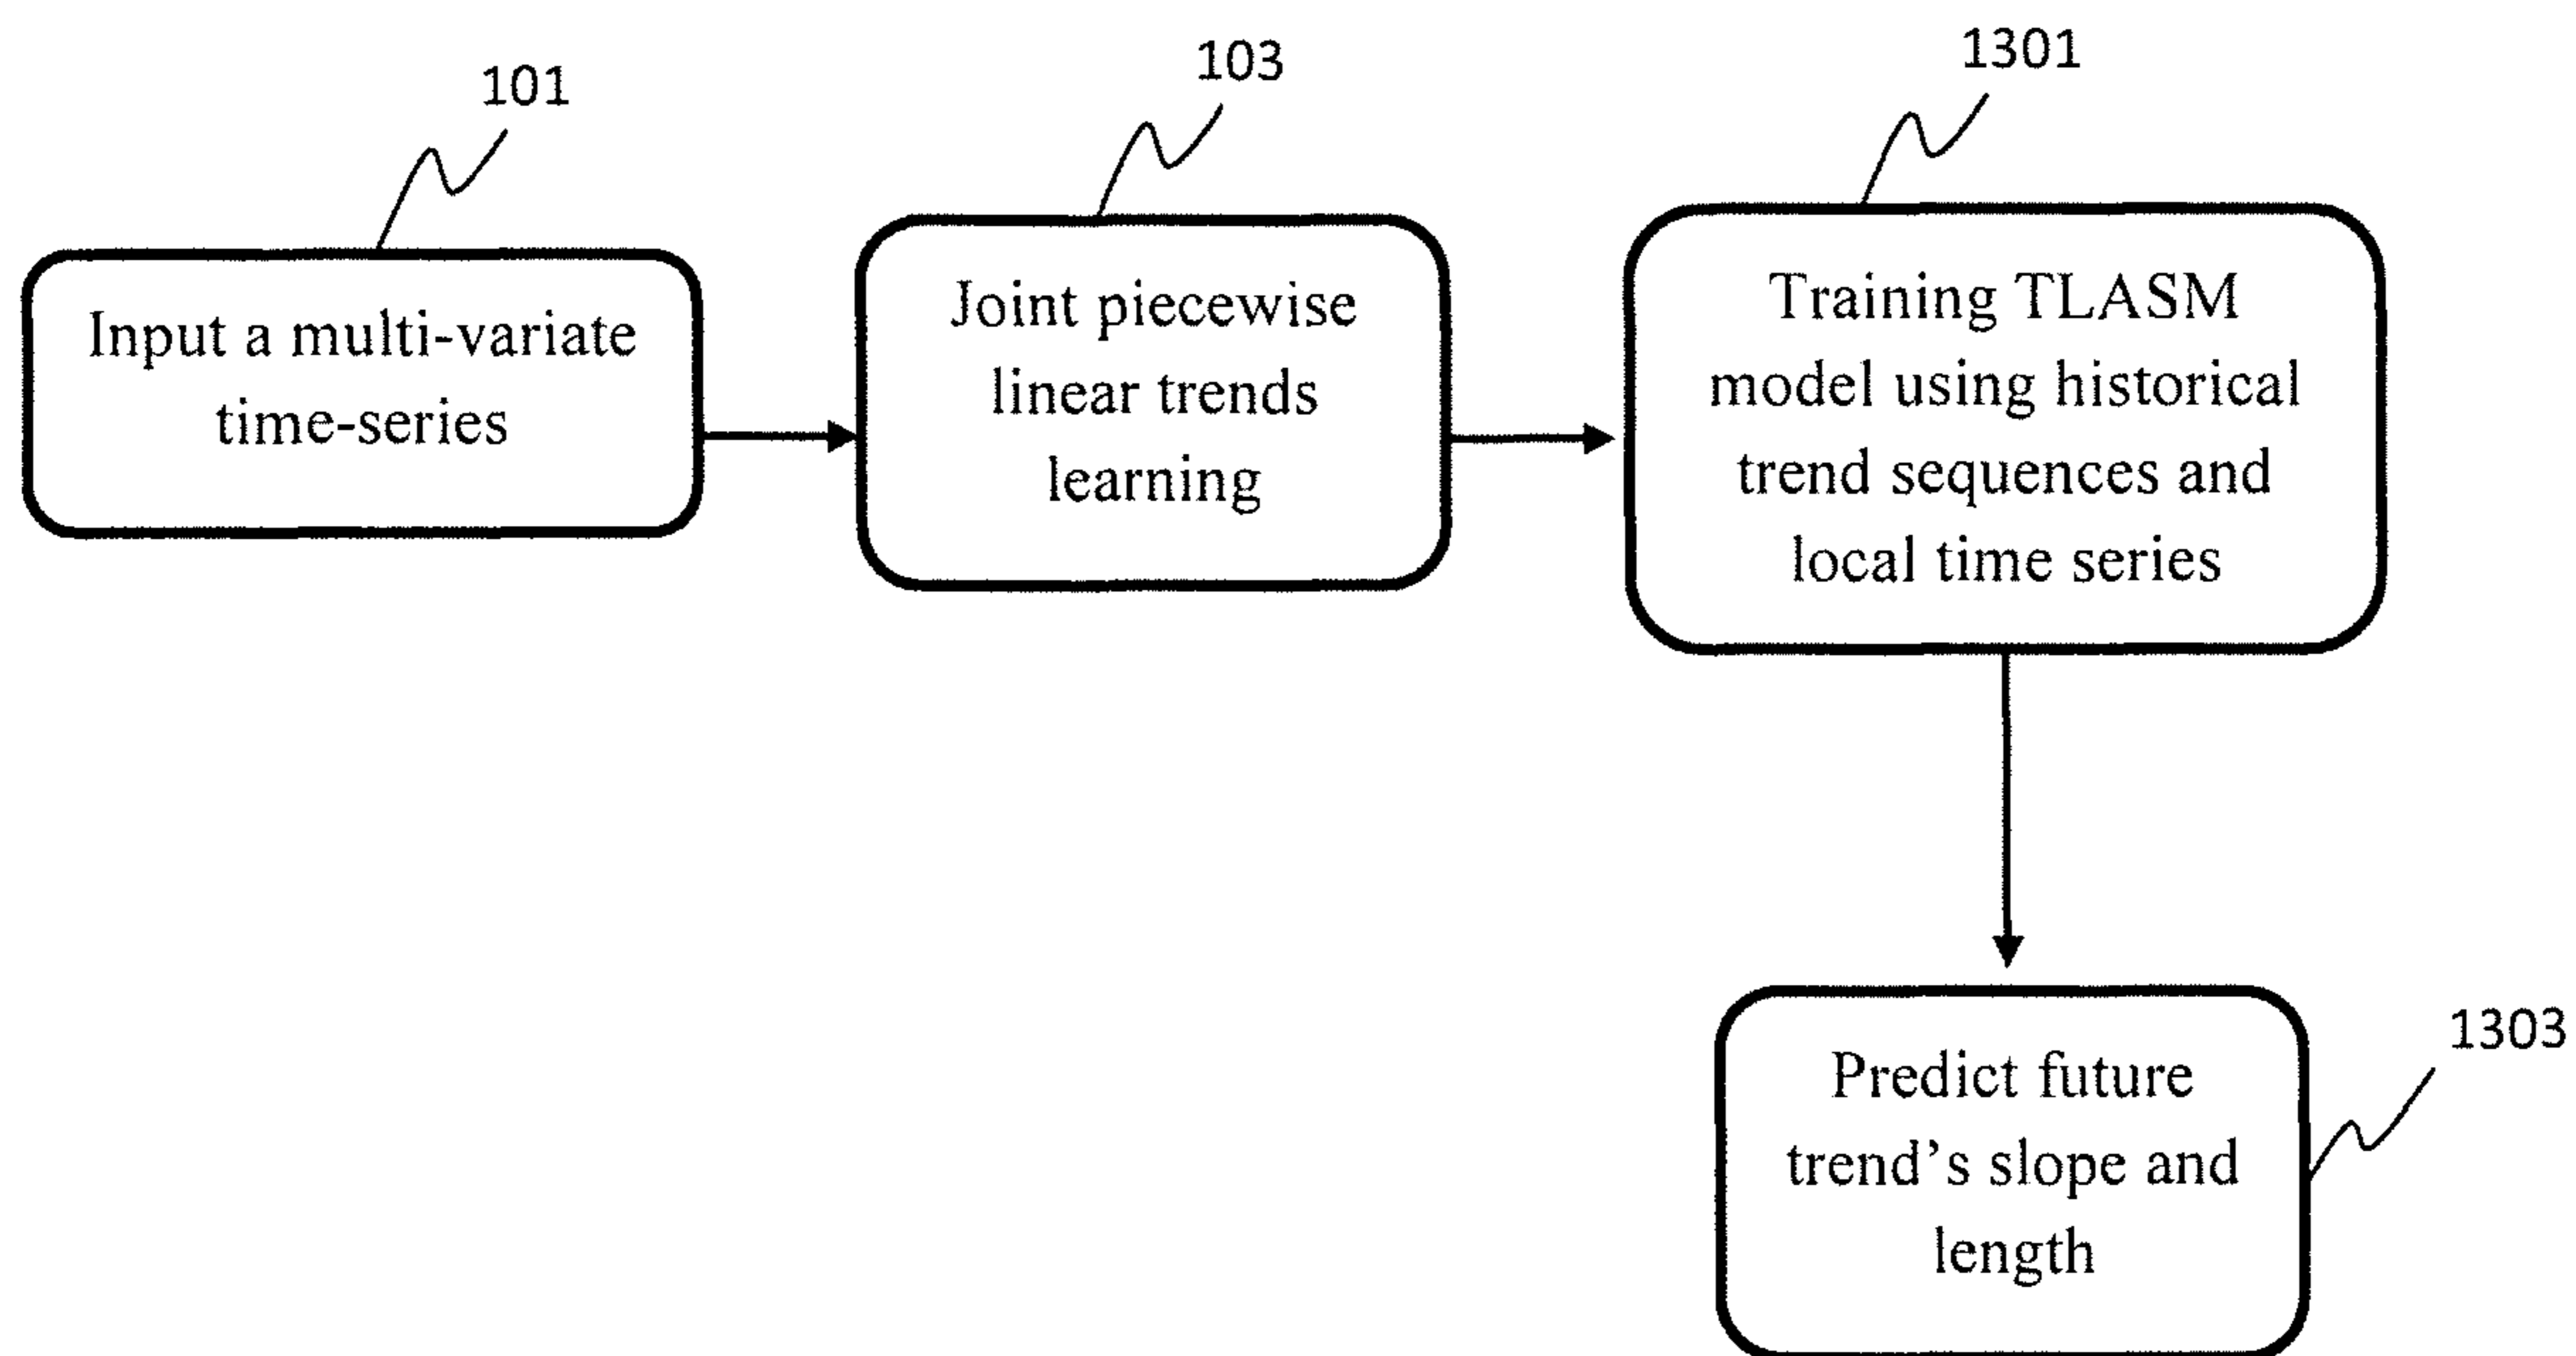 101
Input a multi-variate
time-series
103
Joint piecewise
linear trends
learning
1301
Training TLASM
model using historical
trend sequences and
local time series
1303
Predict future
trend’s slope and
length